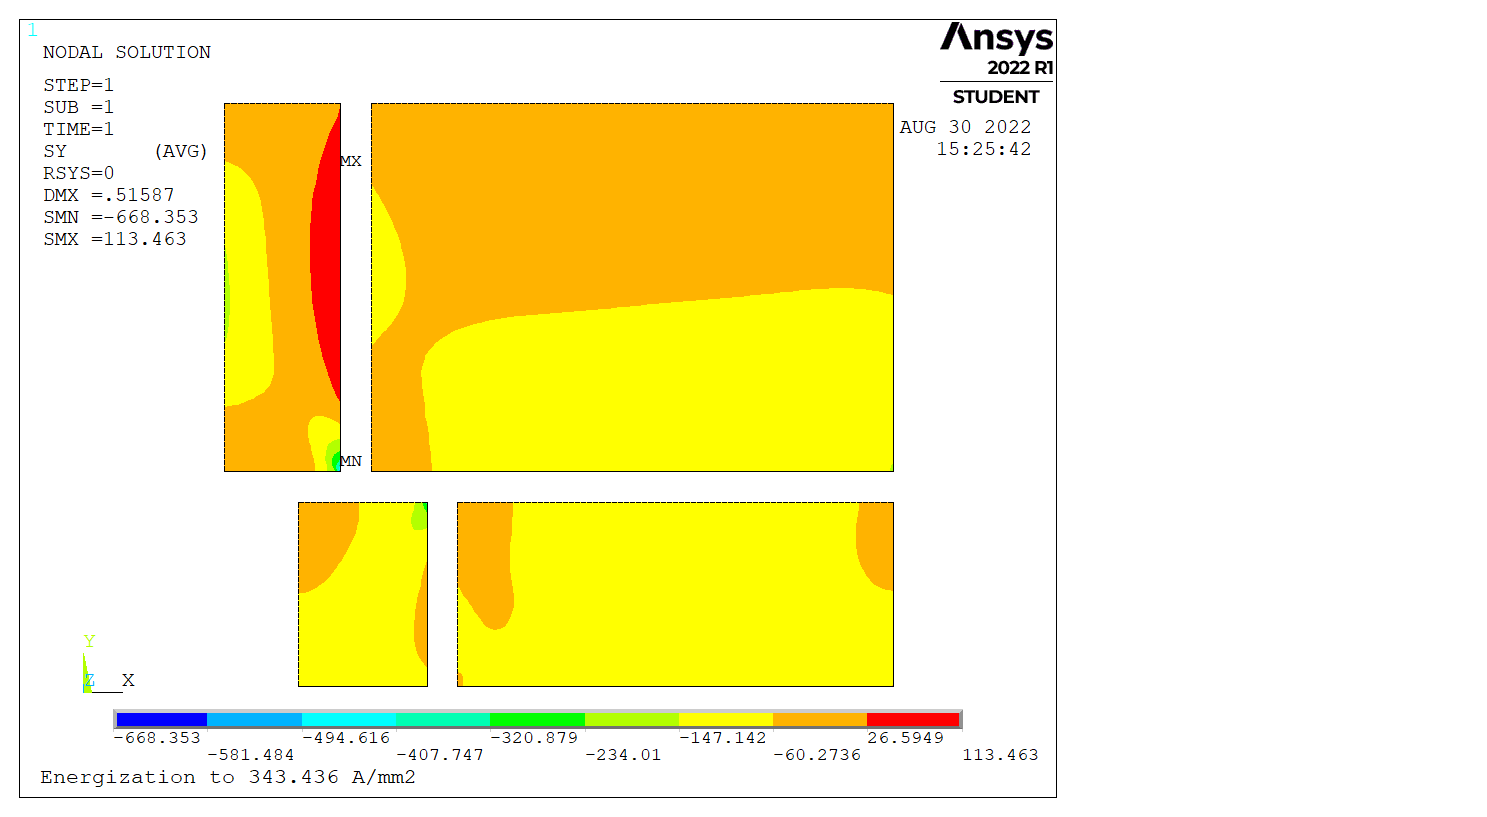 1
NODAL SOLUTION
STEP=1
SUB =1
TIME=1
SY (AVG)
RSYS=0
DMX =.51587
SMN =-668.353
SMX =113.463
Ansys
2022 R1
STUDENT
AUG 30 2022
15:25:42
MX
MN
Y
Z X
-668.353 -494.616 -320.879 -147.142 26.5949
-581.484 -407.747 -234.01 -60.2736 113.463
Energization to 343.436 A/mm2